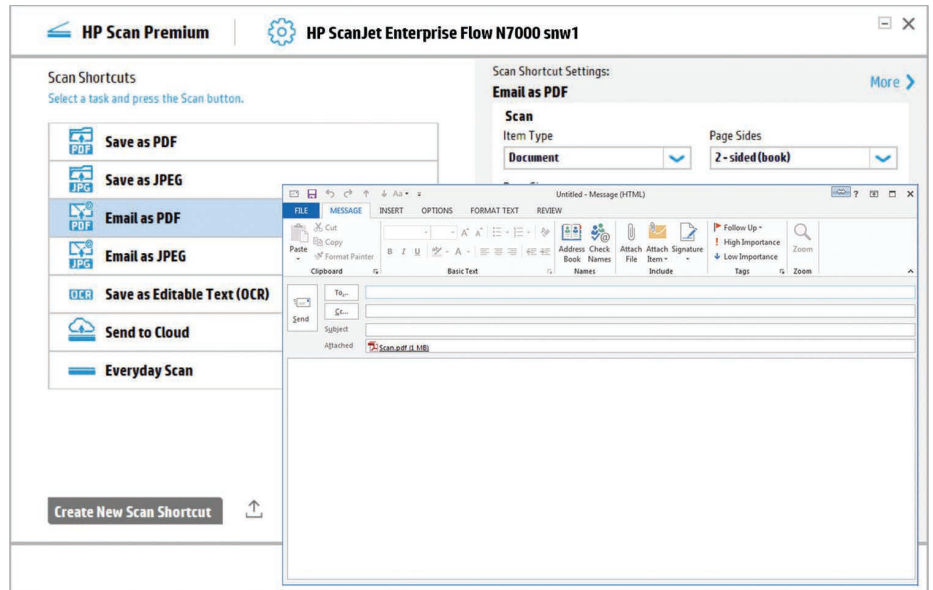 HP Scan Premium
HP ScanJet Enterprise Flow N7000 snw1
Scan Shortcuts
Select a task and press the Scan button.
Save as PDF
Save as JPEG
Email as PDF
Email as JPEG
Save as Editable Text (OCR)
Send to Cloud
Everyday Scan
Create New Scan Shortcut
Scan Shortcut Settings:
Email as PDF
More
Scan
Item Type
Page Sides
Document
2 - sided (book)
Untitled - Message (HTML)
FILE MESSAGE INSERT OPTIONS FORMAT TEXT REVIEW
Paste
Cut
Copy
Format Painter
Clipboard
B I U
Basic Text
Address Book
Check Names
Names
Attach File
Attach Item
Signature
Include
Follow Up
High Importance
Low Importance
Tags
Zoom
Zoom
Send
To...
Cc...
Subject
Attached
Scan.pdf (1 MB)